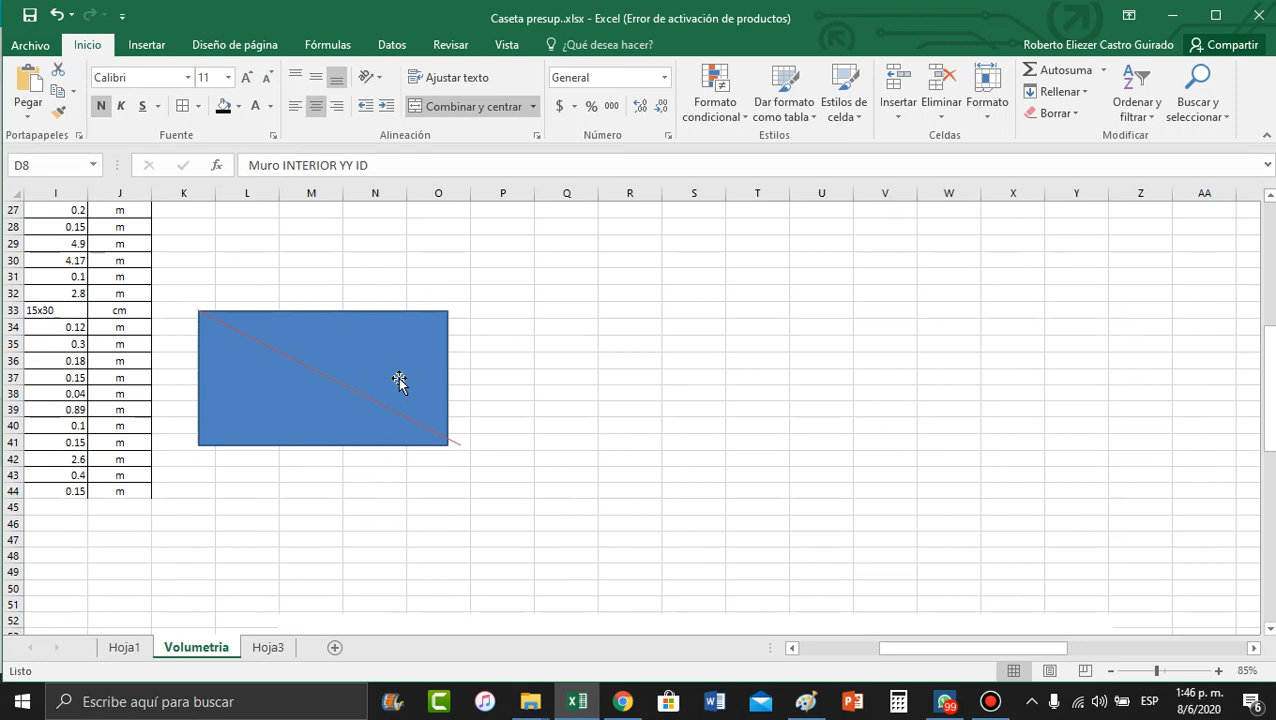 Caseta presup..xlsx - Excel (Error de activación de productos)
Archivo Inicio Insertar Diseño de página Fórmulas Datos Revisar Vista ¿Qué desea hacer? Roberto Eliezer Castro Guirado Compartir
Pegar
Portapapeles
Calibri 11
N K S A
Fuente
Ajustar texto
Combinar y centrar
Alineación
General
$ % 000
Número
Formato condicional
Dar formato como tabla
Estilos de celda
Estilos
Insertar Eliminar Formato
Celdas
Autosuma
Rellenar
Borrar
Ordenar y filtrar
Buscar y seleccionar
Modificar
D8 fx Muro INTERIOR YY ID
I J K L M N O P Q R S T U V W X Y Z AA
27 0.2 m
28 0.15 m
29 4.9 m
30 4.17 m
31 0.1 m
32 2.8 m
33 15x30 cm
34 0.12 m
35 0.3 m
36 0.18 m
37 0.15 m
38 0.04 m
39 0.89 m
40 0.1 m
41 0.15 m
42 2.6 m
43 0.4 m
44 0.15 m
45
46
47
48
49
50
51
52
Hoja1 Volumetria Hoja3
Listo 85%
Escribe aquí para buscar
99
ESP
1:46 p. m.
8/6/2020
6